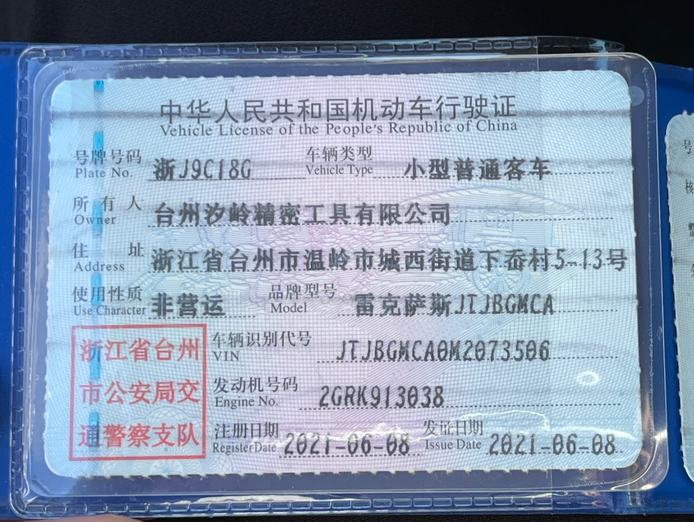 中华人民共和国机动车行驶证
Vehicle License of the People's Republic of China
号牌号码 浙J9C18G 车辆类型 小型普通客车
Plate No. Vehicle Type
所有人 台州汐岭精密工具有限公司
Owner
住址 浙江省台州市温岭市城西街道下岙村5-13号
Address
使用性质 非营运 品牌型号 雷克萨斯JTJBGMCA
Use Character Model
浙江省台州
市公安局交
通警察支队
车辆识别代号 JTJBGMCA0M2073506
VIN
发动机号码 2GRK913038
Engine No.
注册日期 2021-06-08 发证日期 2021-06-08
Register Date Issue Date
号